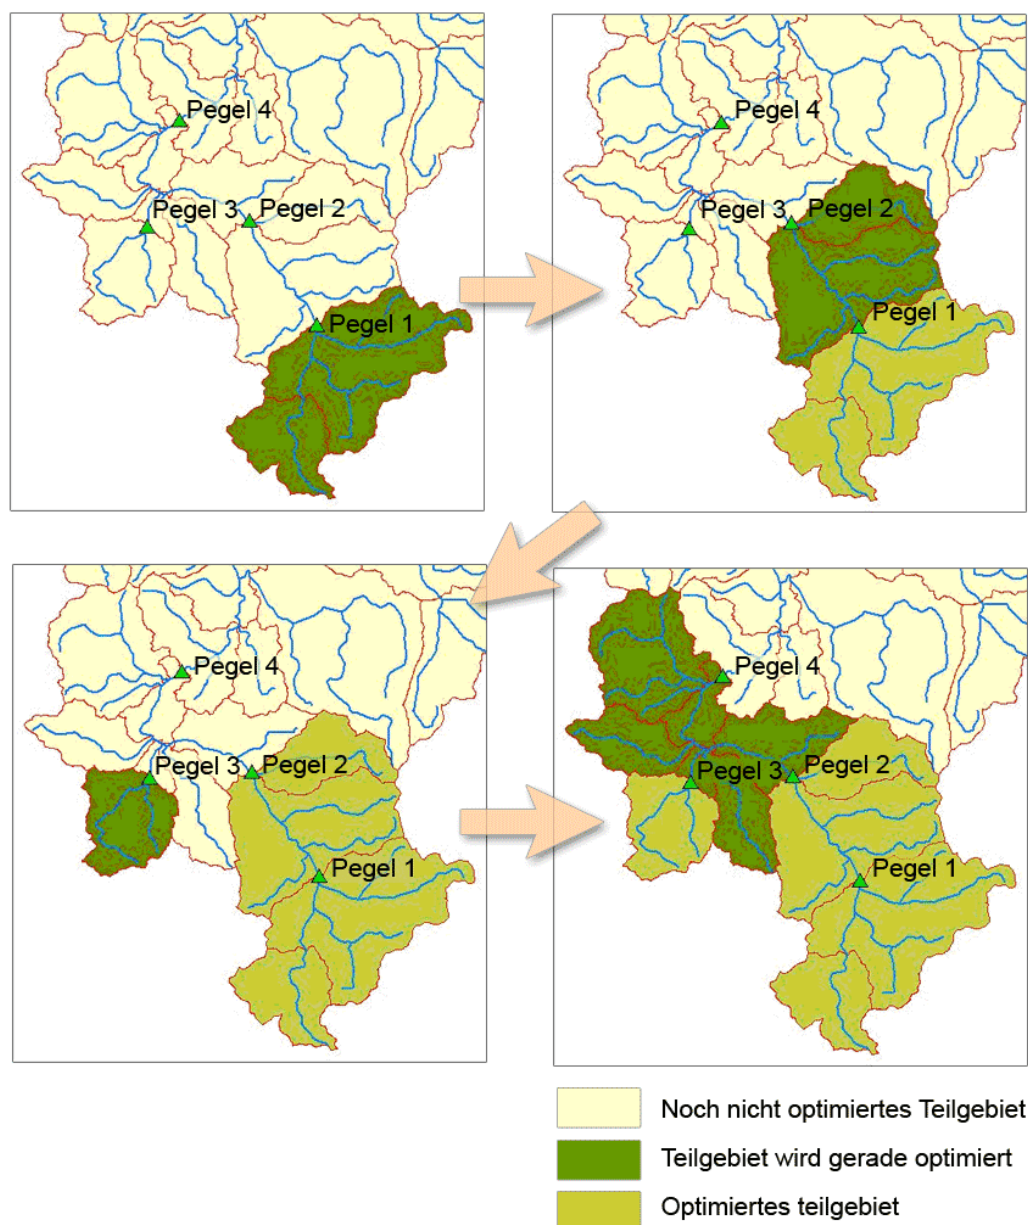 Pegel 4
Pegel 3
Pegel 2
Pegel 1
Pegel 4
Pegel 3
Pegel 2
Pegel 1
Pegel 4
Pegel 3
Pegel 2
Pegel 1
Pegel 4
Pegel 3
Pegel 2
Pegel 1
Noch nicht optimiertes Teilgebiet
Teilgebiet wird gerade optimiert
Optimiertes teilgebiet